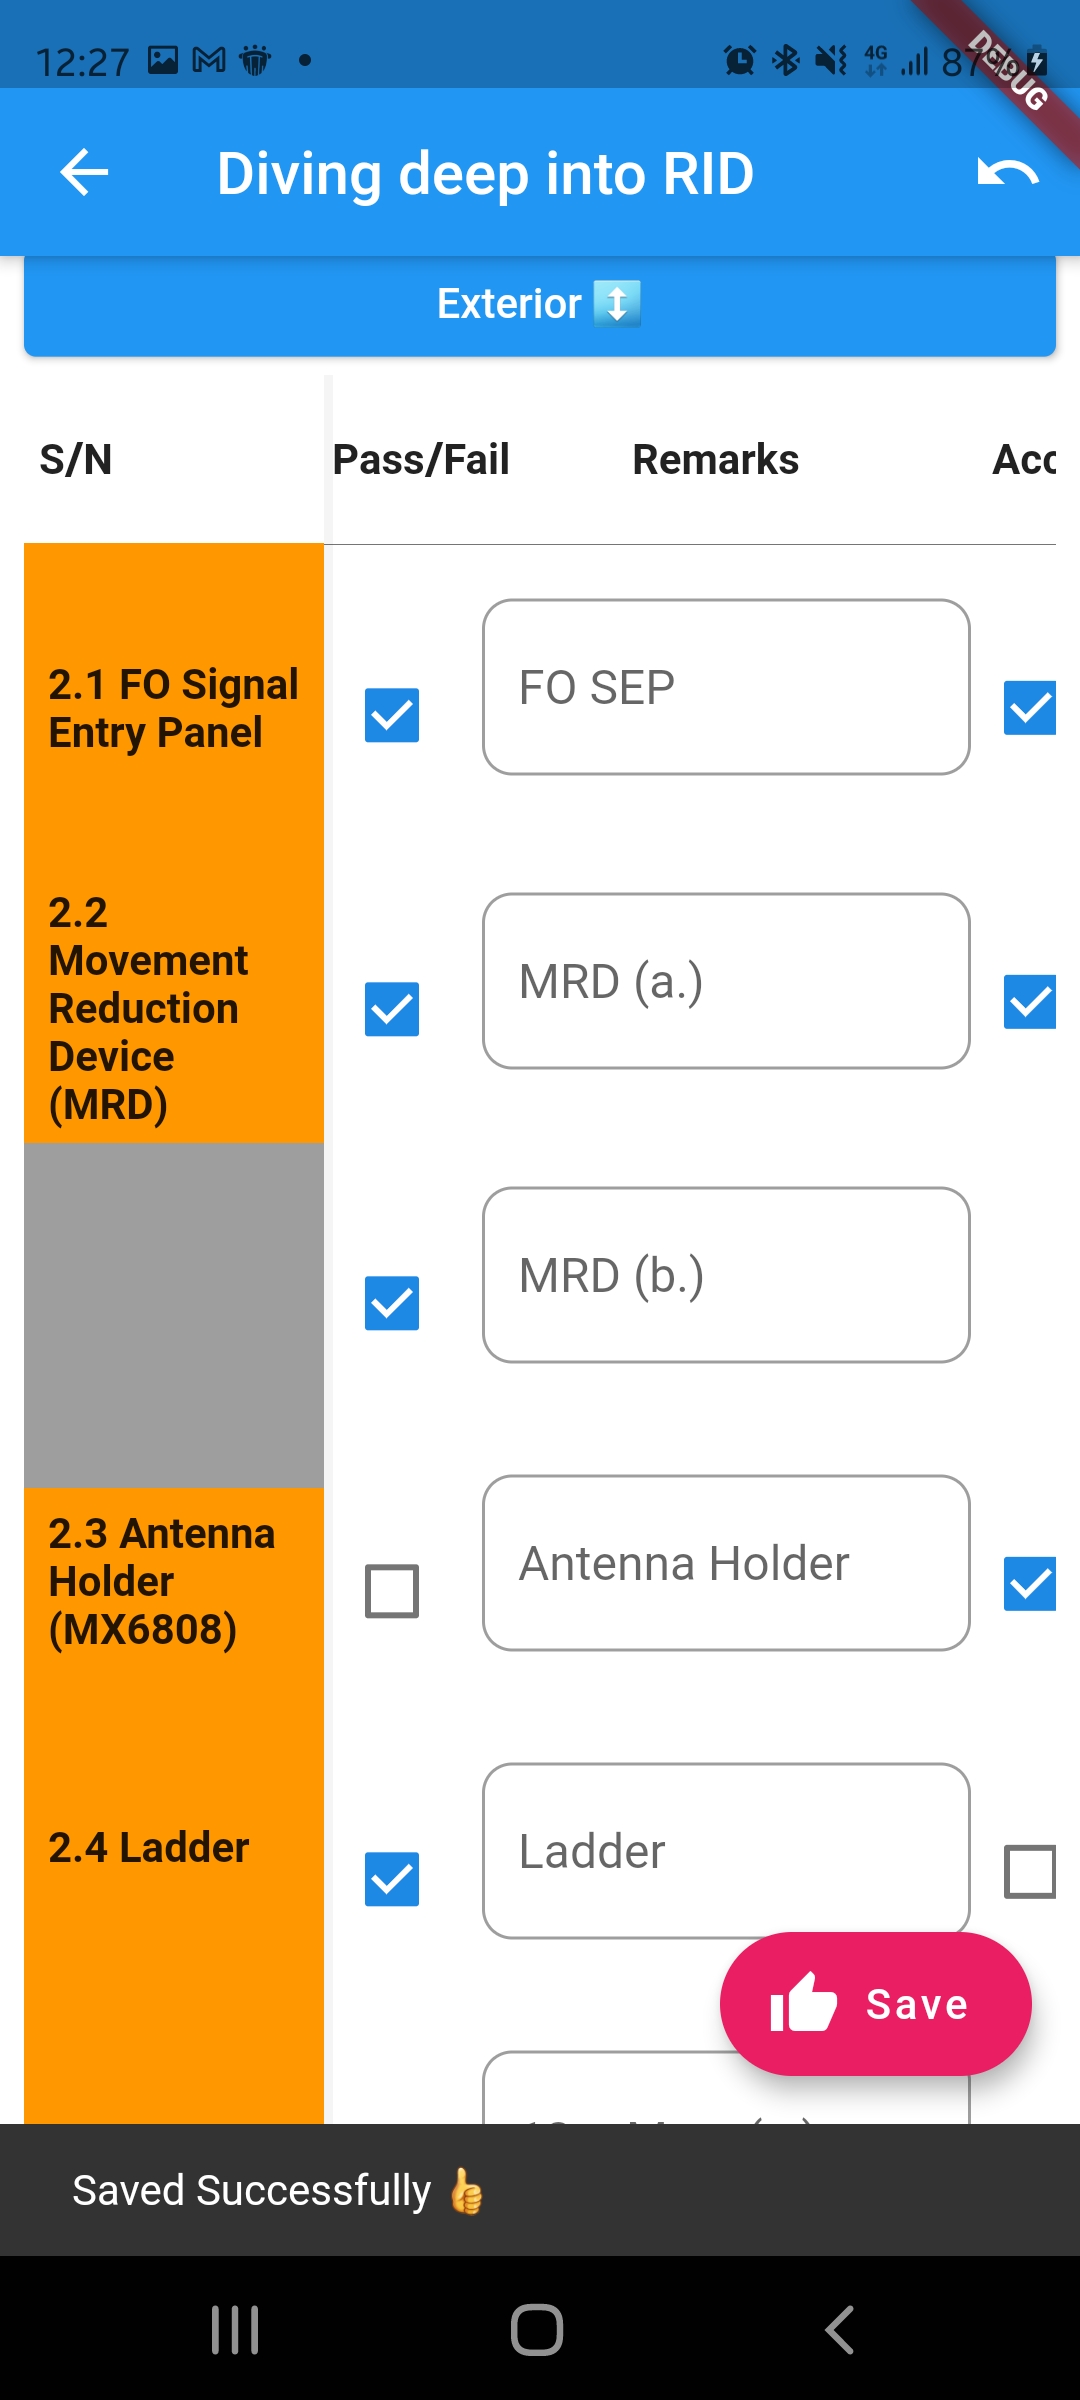 12:27
4G
DEBUG
Diving deep into RID
Exterior ↕️
S/N Pass/Fail Remarks Acc
2.1 FO Signal
Entry Panel
FO SEP
2.2
Movement
Reduction
Device
(MRD)
MRD (a.)
MRD (b.)
2.3 Antenna
Holder
(MX6808)
Antenna Holder
2.4 Ladder
Ladder
Save
Saved Successfully 👍